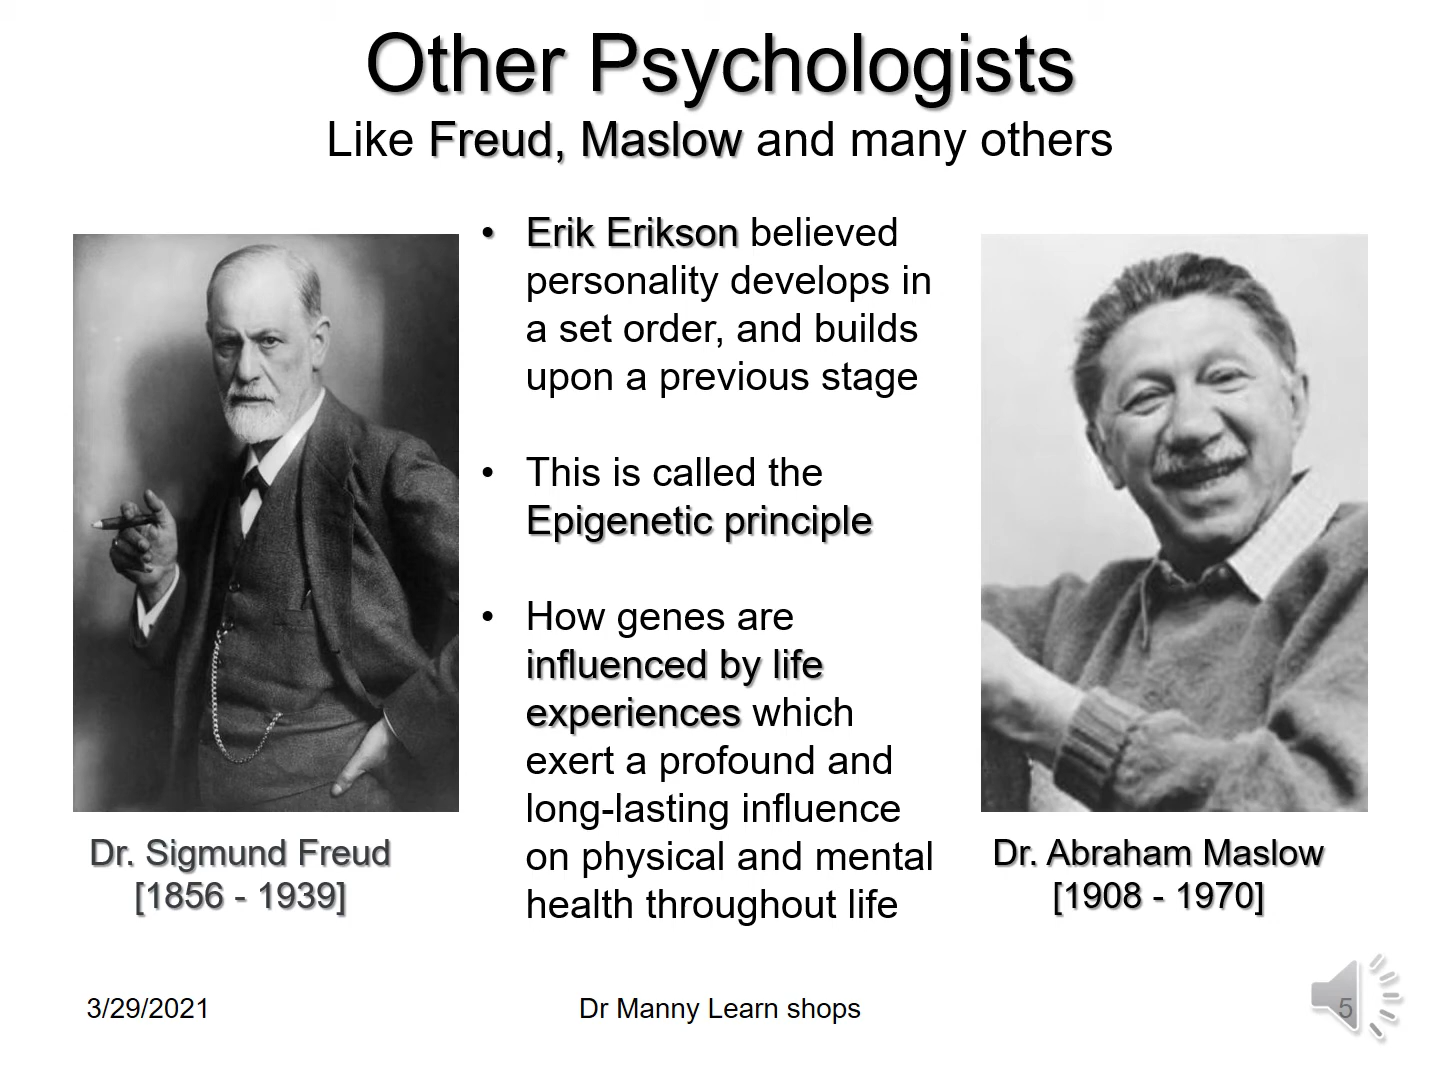 Other Psychologists
Like Freud, Maslow and many others
• Erik Erikson believed
personality develops in
a set order, and builds
upon a previous stage
• This is called the
Epigenetic principle
• How genes are
influenced by life
experiences which
exert a profound and
long-lasting influence
on physical and mental
health throughout life
Dr. Sigmund Freud
[1856 - 1939]
Dr. Abraham Maslow
[1908 - 1970]
3/29/2021
Dr Manny Learn shops
5